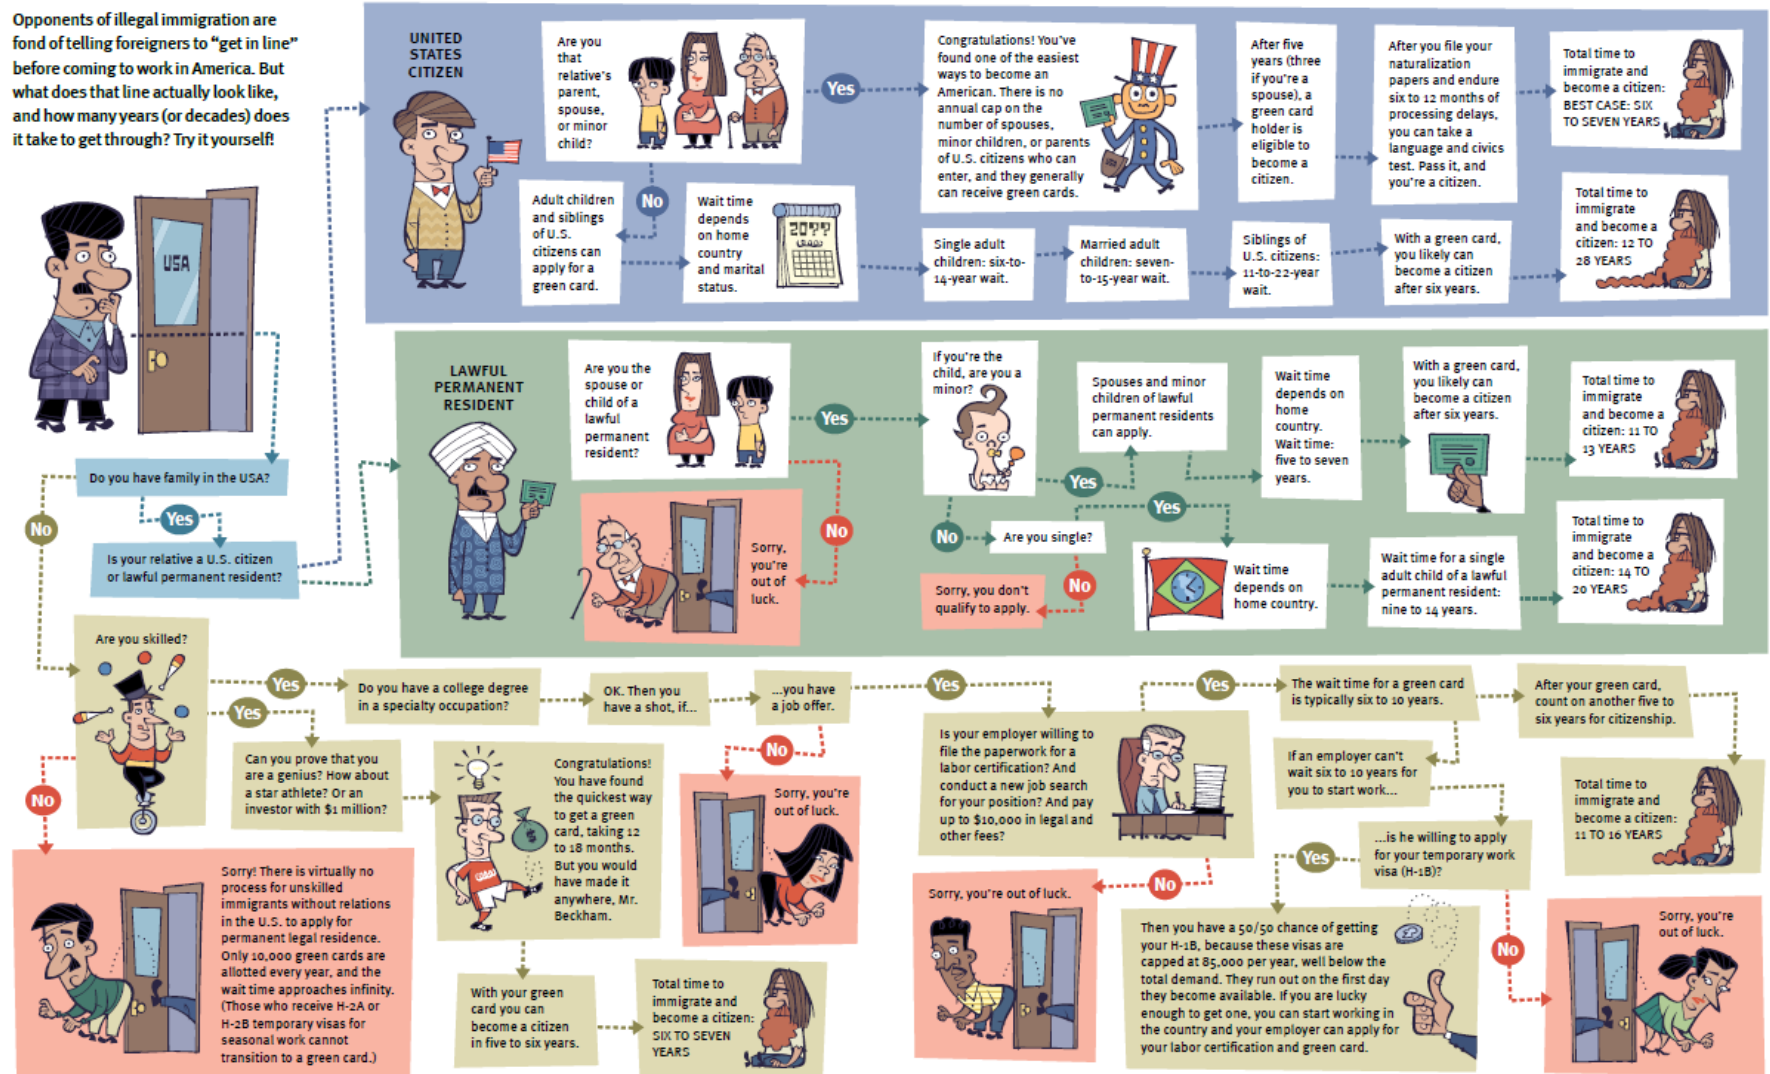 Opponents of illegal immigration are
fond of telling foreigners to “get in line”
before coming to work in America. But
what does that line actually look like,
and how many years (or decades) does
it take to get through? Try it yourself!
USA
Do you have family in the USA?
No
Yes
Is your relative a U.S. citizen
or lawful permanent resident?
UNITED
STATES
CITIZEN
Are you
that
relative's
parent,
spouse,
or minor
child?
Yes
Congratulations! You've
found one of the easiest
ways to become an
American. There is no
annual cap on the
number of spouses,
minor children, or parents
of U.S. citizens who can
enter, and they generally
can receive green cards.
After five
years (three
if you're a
spouse), a
green card
holder is
eligible to
become a
citizen.
After you file your
naturalization
papers and endure
six to 12 months of
processing delays,
you can take a
language and civics
test. Pass it, and
you're a citizen.
Total time to
immigrate and
become a citizen:
BEST CASE: SIX
TO SEVEN YEARS
No
Adult children
and siblings
of U.S.
citizens can
apply for a
green card.
Wait time
depends
on home
country
and marital
status.
20??
Single adult
children: six-to-
14-year wait.
Married adult
children: seven-
to-15-year wait.
Siblings of
U.S. citizens:
11-to-22-year
wait.
With a green card,
you likely can
become a citizen
after six years.
Total time to
immigrate
and become a
citizen: 12 TO
28 YEARS
LAWFUL
PERMANENT
RESIDENT
Are you the
spouse or
child of a
lawful
permanent
resident?
Yes
No
Sorry,
you're
out of
luck.
If you're the
child, are you a
minor?
Yes
Spouses and minor
children of lawful
permanent residents
can apply.
Wait time
depends on
home
country.
Wait time:
five to seven
years.
With a green card,
you likely can
become a citizen
after six years.
Total time to
immigrate
and become a
citizen: 11 TO
13 YEARS
No
Are you single?
Yes
No
Sorry, you don't
qualify to apply.
Wait time
depends on
home country.
Wait time for a single
adult child of a lawful
permanent resident:
nine to 14 years.
Total time to
immigrate
and become a
citizen: 14 TO
20 YEARS
Are you skilled?
Yes
Do you have a college degree
in a specialty occupation?
OK. Then you
have a shot, if...
...you have
a job offer.
Yes
No
Sorry, you're
out of luck.
Yes
Can you prove that you
are a genius? How about
a star athlete? Or an
investor with $1 million?
Congratulations!
You have found
the quickest way
to get a green
card, taking 12
to 18 months.
But you would
have made it
anywhere, Mr.
Beckham.
$
With your green
card you can
become a citizen
in five to six years.
Total time to
immigrate and
become a citizen:
SIX TO SEVEN
YEARS
No
Sorry! There is virtually no
process for unskilled
immigrants without relations
in the U.S. to apply for
permanent legal residence.
Only 10,000 green cards are
allotted every year, and the
wait time approaches infinity.
(Those who receive H-2A or
H-2B temporary visas for
seasonal work cannot
transition to a green card.)
Is your employer willing to
file the paperwork for a
labor certification? And
conduct a new job search
for your position? And pay
up to $10,000 in legal and
other fees?
Yes
The wait time for a green card
is typically six to 10 years.
After your green card,
count on another five to
six years for citizenship.
Total time to
immigrate and
become a citizen:
11 TO 16 YEARS
If an employer can't
wait six to 10 years for
you to start work...
...is he willing to apply
for your temporary work
visa (H-1B)?
Yes
Then you have a 50/50 chance of getting
your H-1B, because these visas are
capped at 85,000 per year, well below the
total demand. They run out on the first day
they become available. If you are lucky
enough to get one, you can start working in
the country and your employer can apply for
your labor certification and green card.
No
Sorry, you're out of luck.
No
Sorry, you're
out of luck.